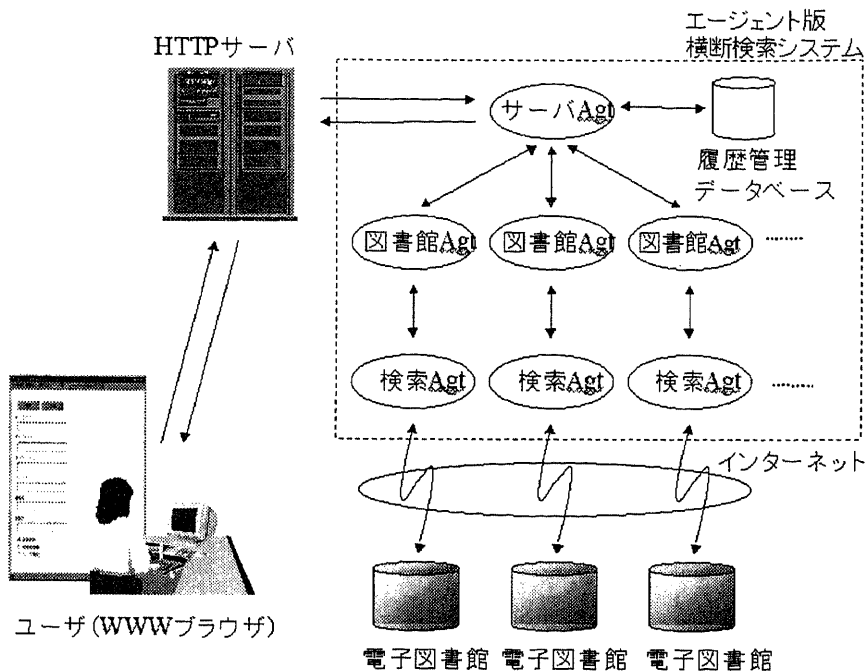 エージェント版
横断検索システム
HTTPサーバ
サーバAgt
履歴管理
データベース
図書館Agt
図書館Agt
図書館Agt
………
検索Agt
検索Agt
検索Agt
………
インターネット
ユーザ(WWWブラウザ)
電子図書館
電子図書館
電子図書館